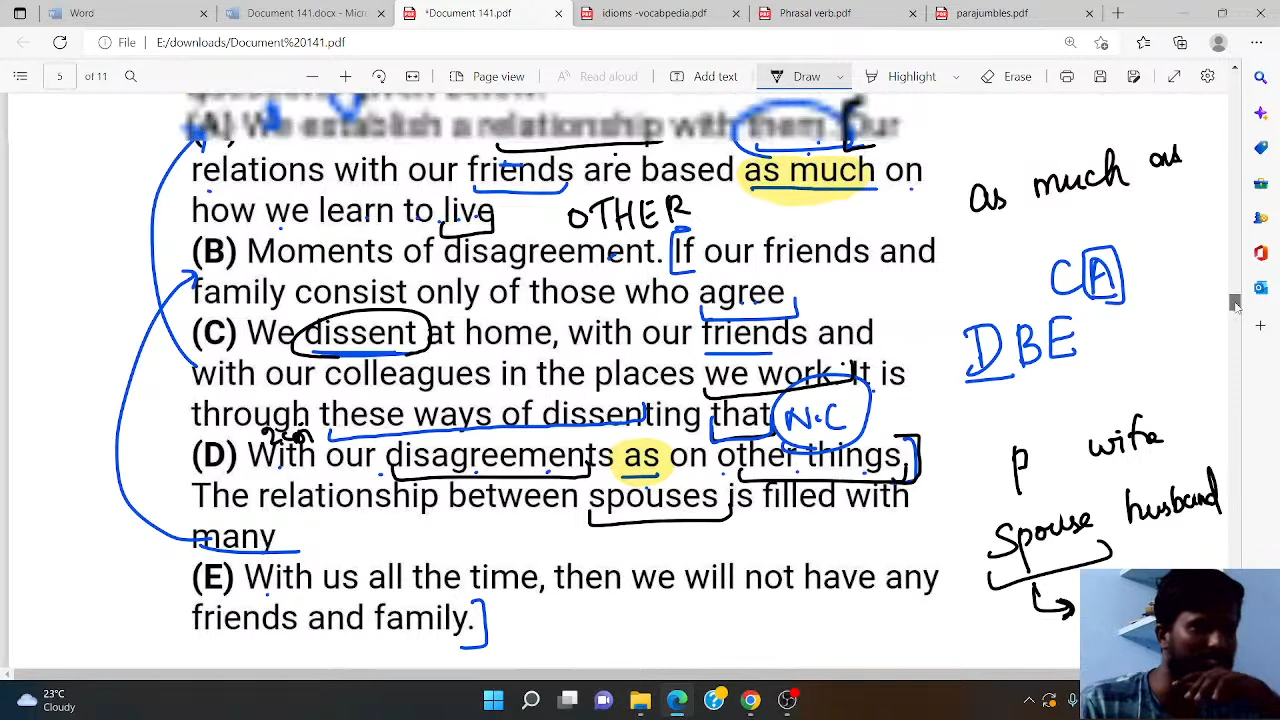 Word
Document 141.docx - Micro
*Document 141.pdf
idioms -vocabpedia.pdf
Phrasal verb.pdf
parajumbles.pdf
File E:/downloads/Document%20141.pdf
5 of 11
Page view
Read aloud
Add text
Draw
Highlight
Erase
(A) We establish a relationship with them. Our
relations with our friends are based as much on
how we learn to live
OTHER
(B) Moments of disagreement. If our friends and
family consist only of those who agree
(C) We dissent at home, with our friends and
with our colleagues in the places we work. It is
through these ways of dissenting that
N.C
(D) With our disagreements as on other things.
The relationship between spouses is filled with
many
(E) With us all the time, then we will not have any
friends and family.
as much as
CA
DBE
P wife
Spouse husband
23°C
Cloudy